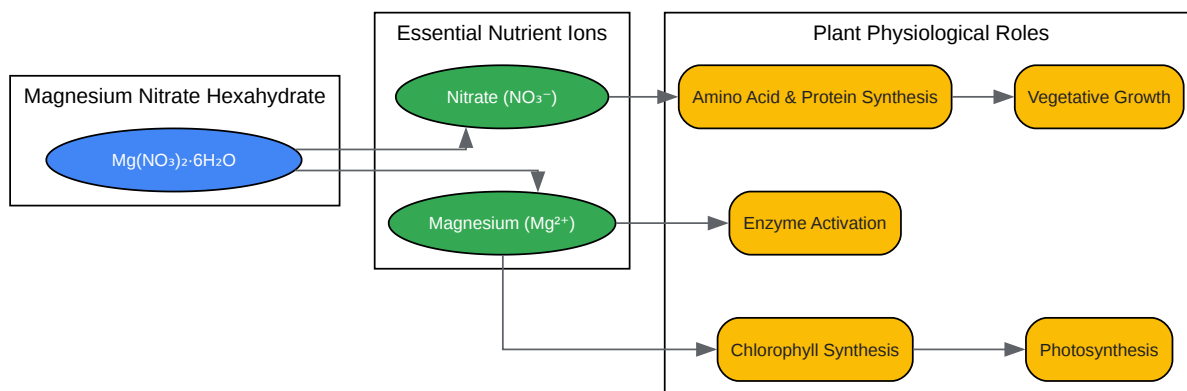 Magnesium Nitrate Hexahydrate
Mg(NO₃)₂·6H₂O
Essential Nutrient Ions
Nitrate (NO₃⁻)
Magnesium (Mg²⁺)
Plant Physiological Roles
Amino Acid & Protein Synthesis
Vegetative Growth
Enzyme Activation
Chlorophyll Synthesis
Photosynthesis